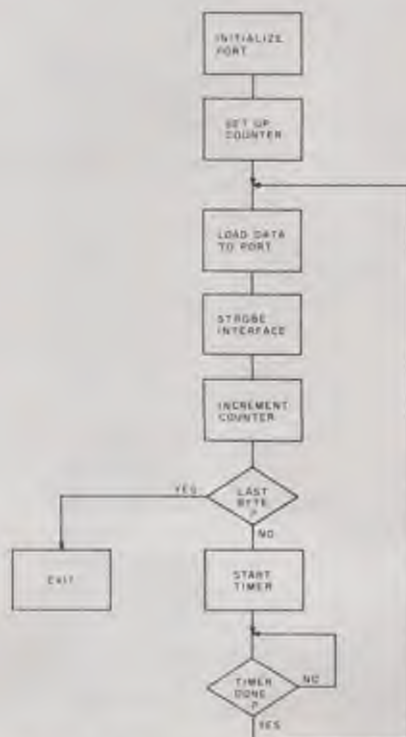 INITIALIZE
PORT
SET UP
COUNTER
LOAD DATA
TO PORT
STROBE
INTERFACE
INCREMENT
COUNTER
YES
LAST
BYTE
?
NO
EXIT
START
TIMER
TIMER
DONE
?
NO
YES